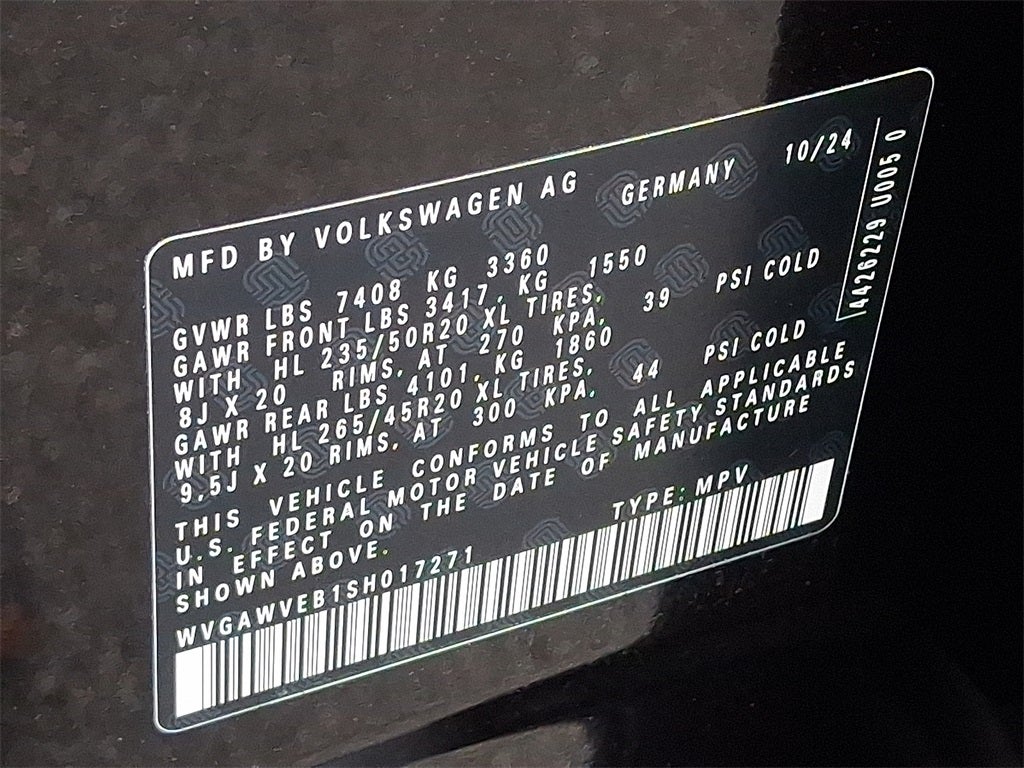 MFD BY VOLKSWAGEN AG GERMANY 10/24
GVWR LBS 7408 KG 3360
GAWR FRONT LBS 3417, KG 1550
WITH HL 235/50R20 XL TIRES,
8J X 20 RIMS, AT 270 KPA, 39 PSI COLD
GAWR REAR LBS 4101, KG 1860
WITH HL 265/45R20 XL TIRES,
9,5J X 20 RIMS, AT 300 KPA, 44 PSI COLD
THIS VEHICLE CONFORMS TO ALL APPLICABLE
U.S. FEDERAL MOTOR VEHICLE SAFETY STANDARDS
IN EFFECT ON THE DATE OF MANUFACTURE
SHOWN ABOVE. TYPE: MPV
WVGAWVEB1SH017271
4426229 U005 0